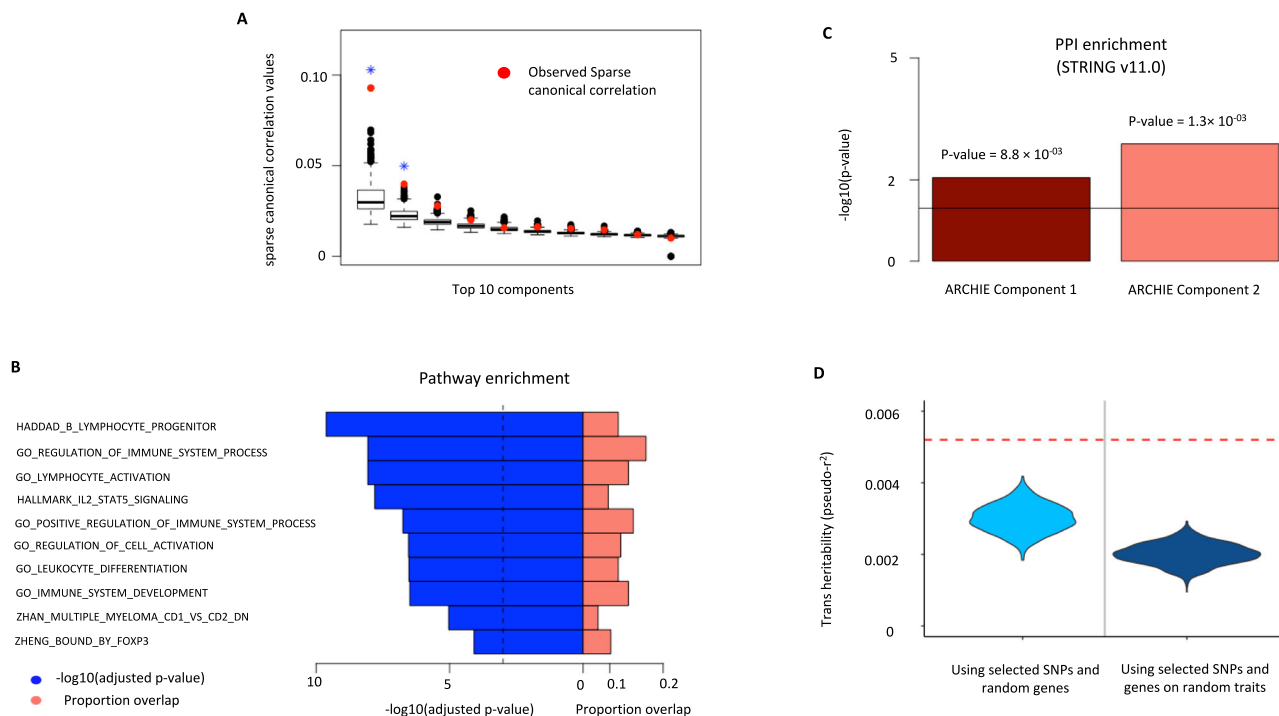 A
sparse canonical correlation values
0.10
0.05
0
Observed Sparse
canonical correlation
Top 10 components
C
PPI enrichment
(STRING v11.0)
-log10(p-value)
5
2
0
P-value = 8.8 × 10⁻⁰³
P-value = 1.3× 10⁻⁰³
ARCHIE Component 1
ARCHIE Component 2
B
Pathway enrichment
HADDAD_B_LYMPHOCYTE_PROGENITOR
GO_REGULATION_OF_IMMUNE_SYSTEM_PROCESS
GO_LYMPHOCYTE_ACTIVATION
HALLMARK_IL2_STAT5_SIGNALING
GO_POSITIVE_REGULATION_OF_IMMUNE_SYSTEM_PROCESS
GO_REGULATION_OF_CELL_ACTIVATION
GO_LEUKOCYTE_DIFFERENTIATION
GO_IMMUNE_SYSTEM_DEVELOPMENT
ZHAN_MULTIPLE_MYELOMA_CD1_VS_CD2_DN
ZHENG_BOUND_BY_FOXP3
-log10(adjusted p-value)
Proportion overlap
10
5
0
0.1
0.2
-log10(adjusted p-value)
Proportion overlap
D
Trans heritability (pseudo-r²)
0.006
0.004
0.002
0
Using selected SNPs and
random genes
Using selected SNPs and
genes on random traits